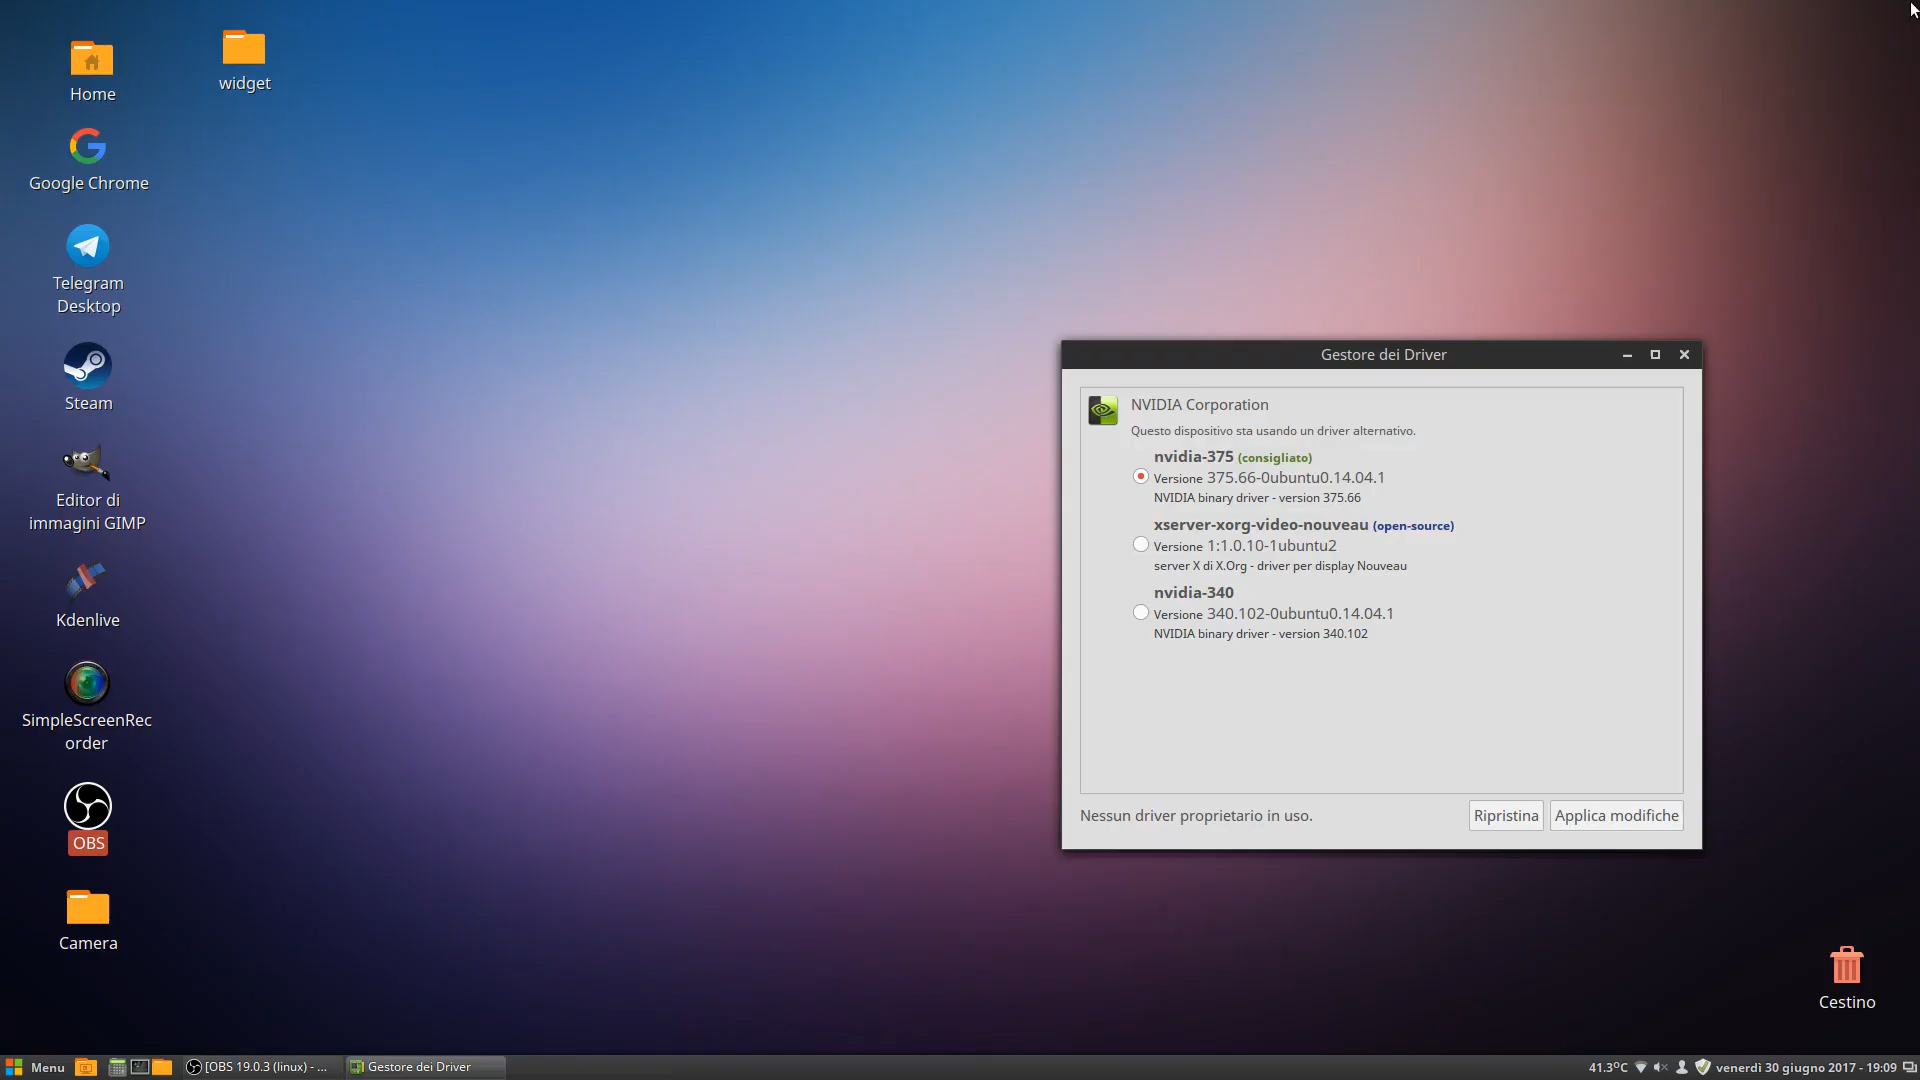 Home
widget
Google Chrome
Telegram
Desktop
Steam
Editor di
immagini GIMP
Kdenlive
SimpleScreenRec
order
OBS
Camera
Gestore dei Driver
NVIDIA Corporation
Questo dispositivo sta usando un driver alternativo.
nvidia-375 (consigliato)
Versione 375.66-0ubuntu0.14.04.1
NVIDIA binary driver - version 375.66
xserver-xorg-video-nouveau (open-source)
Versione 1:1.0.10-1ubuntu2
server X di X.Org - driver per display Nouveau
nvidia-340
Versione 340.102-0ubuntu0.14.04.1
NVIDIA binary driver - version 340.102
Nessun driver proprietario in uso.
Ripristina
Applica modifiche
Cestino
Menu
[OBS 19.0.3 (linux) - ...
Gestore dei Driver
41.3°C
venerdì 30 giugno 2017 - 19:09